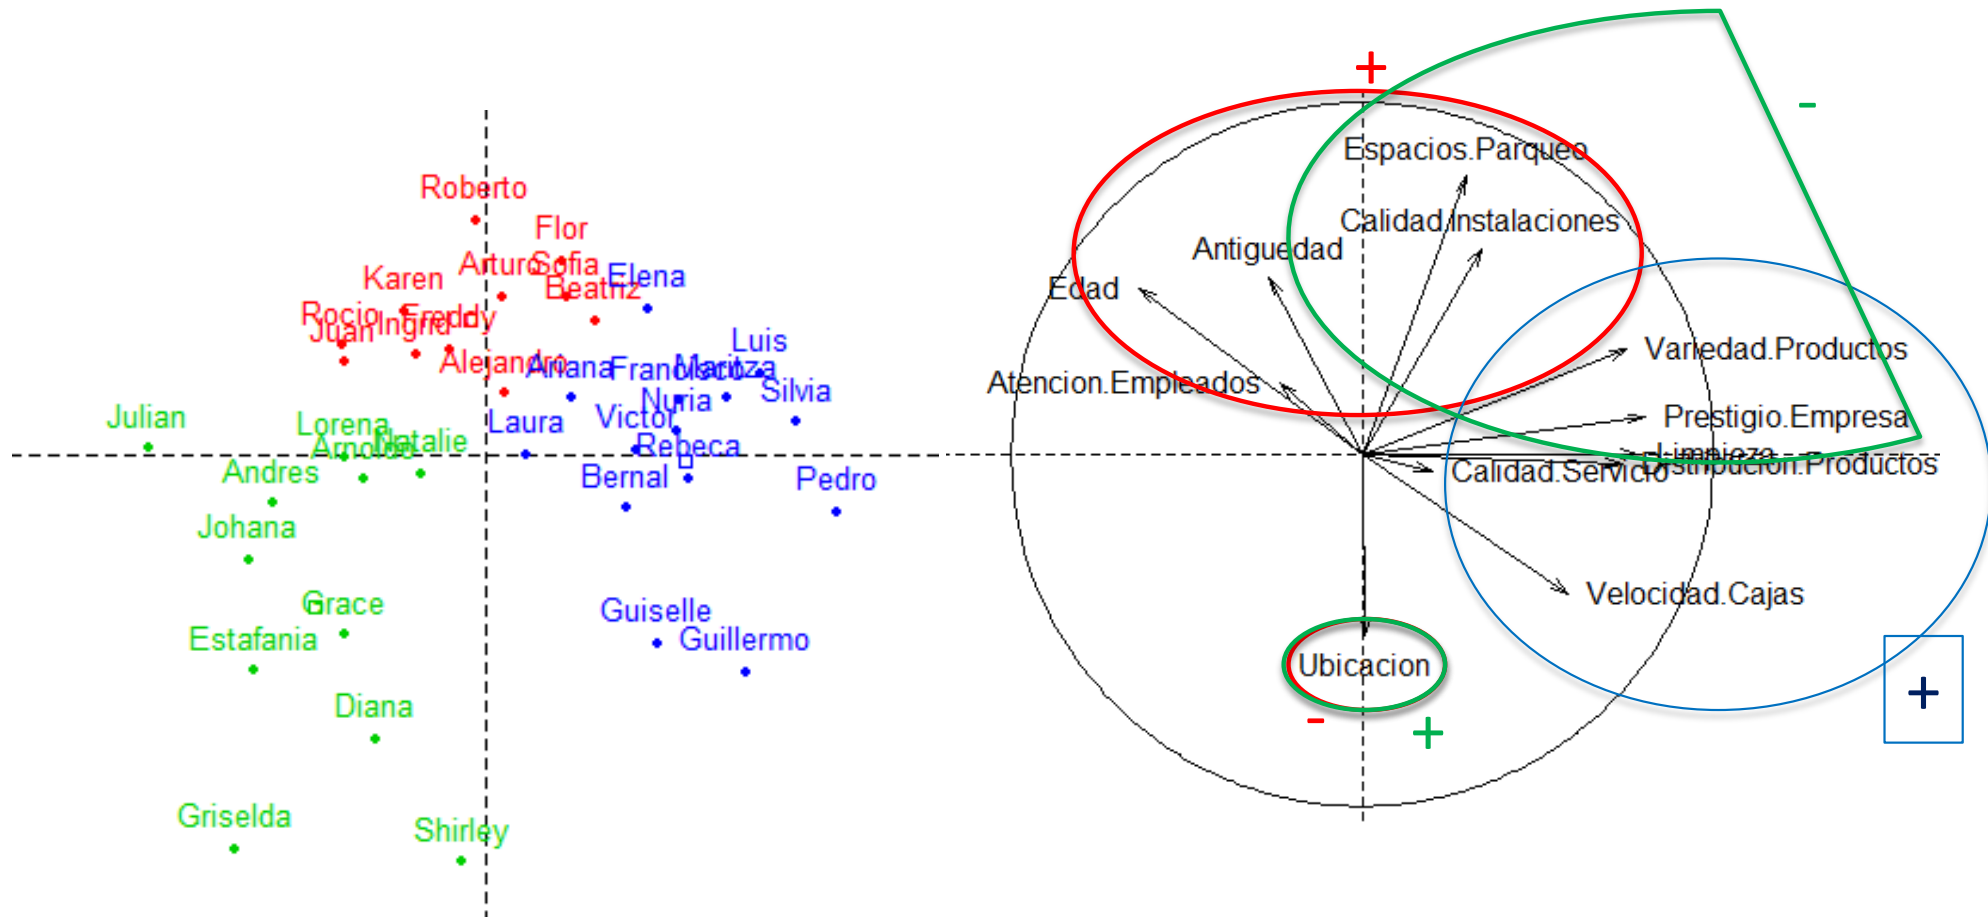 Roberto
Flor
Arturo
Sofia
Elena
Karen
Beatriz
Rocio
Juan
Ingrid
Freddy
Luis
Alejandro
Ariana
Francisco
Maritza
Silvia
Nuria
Julian
Lorena
Laura
Victor
Arnoldo
Natalie
Rebeca
Andres
Bernal
Pedro
Johana
Grace
Guiselle
Estafania
Guillermo
Diana
Griselda
Shirley
+
-
Espacios.Parqueo
Calidad.Instalaciones
Antiguedad
Edad
Variedad.Productos
Atencion.Empleados
Prestigio.Empresa
Limpieza
Distribucion.Productos
Calidad.Servicio
Velocidad.Cajas
Ubicacion
+
-
+